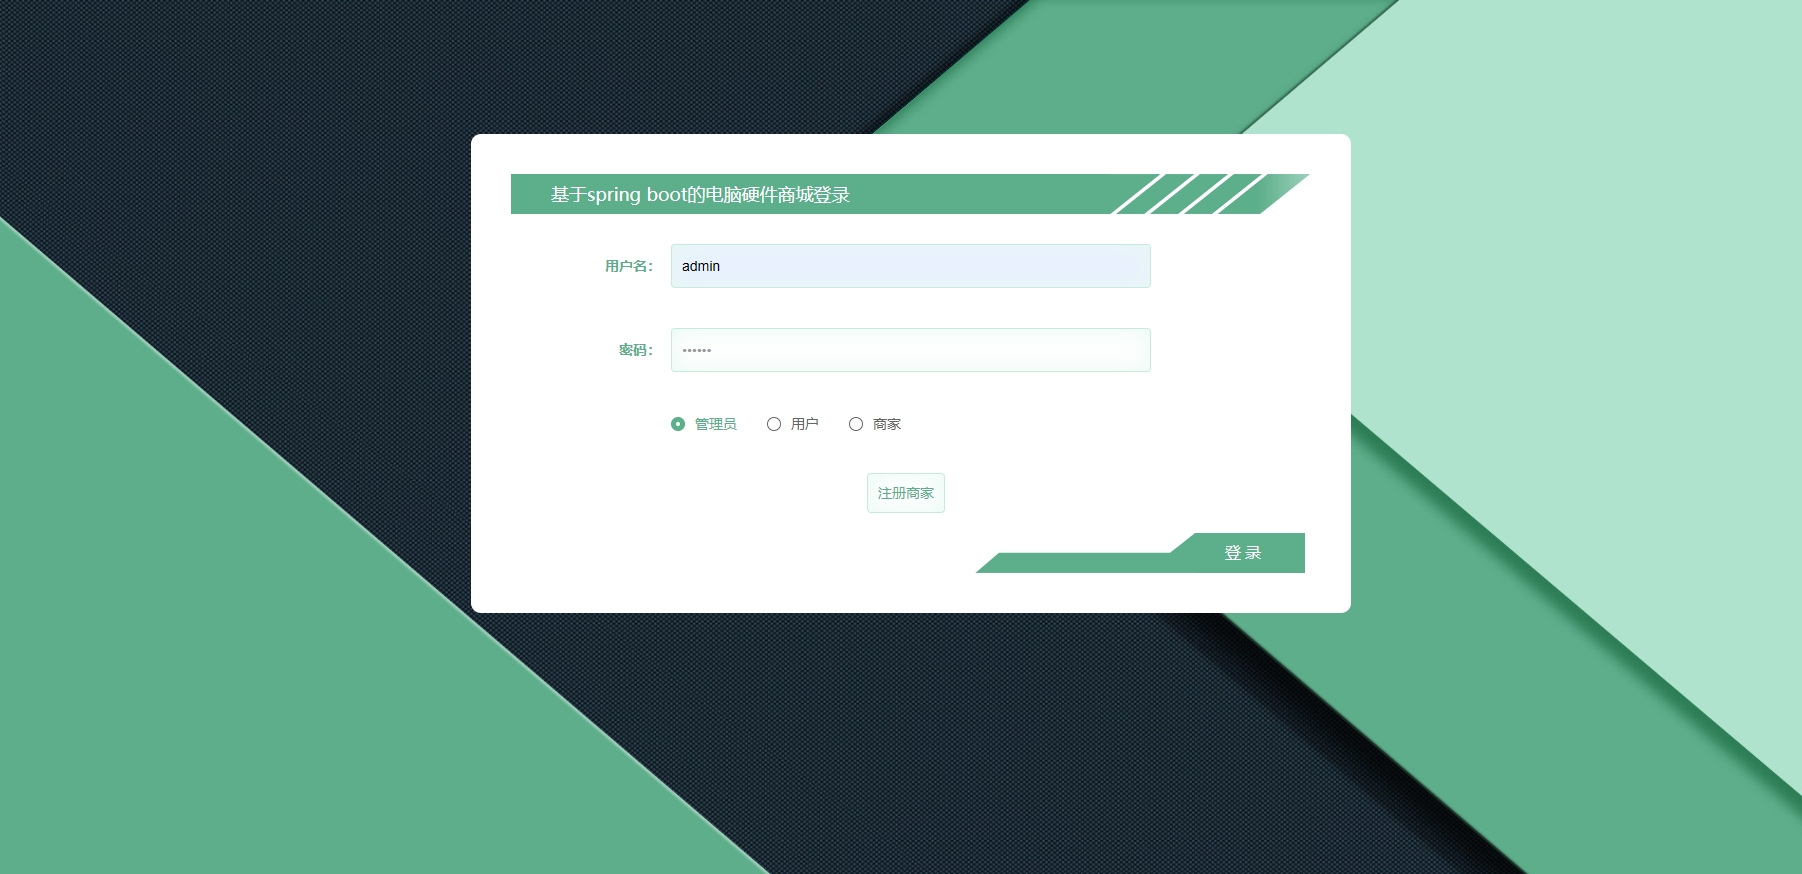 基于spring boot的电脑硬件商城登录
用户名： admin
密码： ••••••
管理员 用户 商家
注册商家
登 录